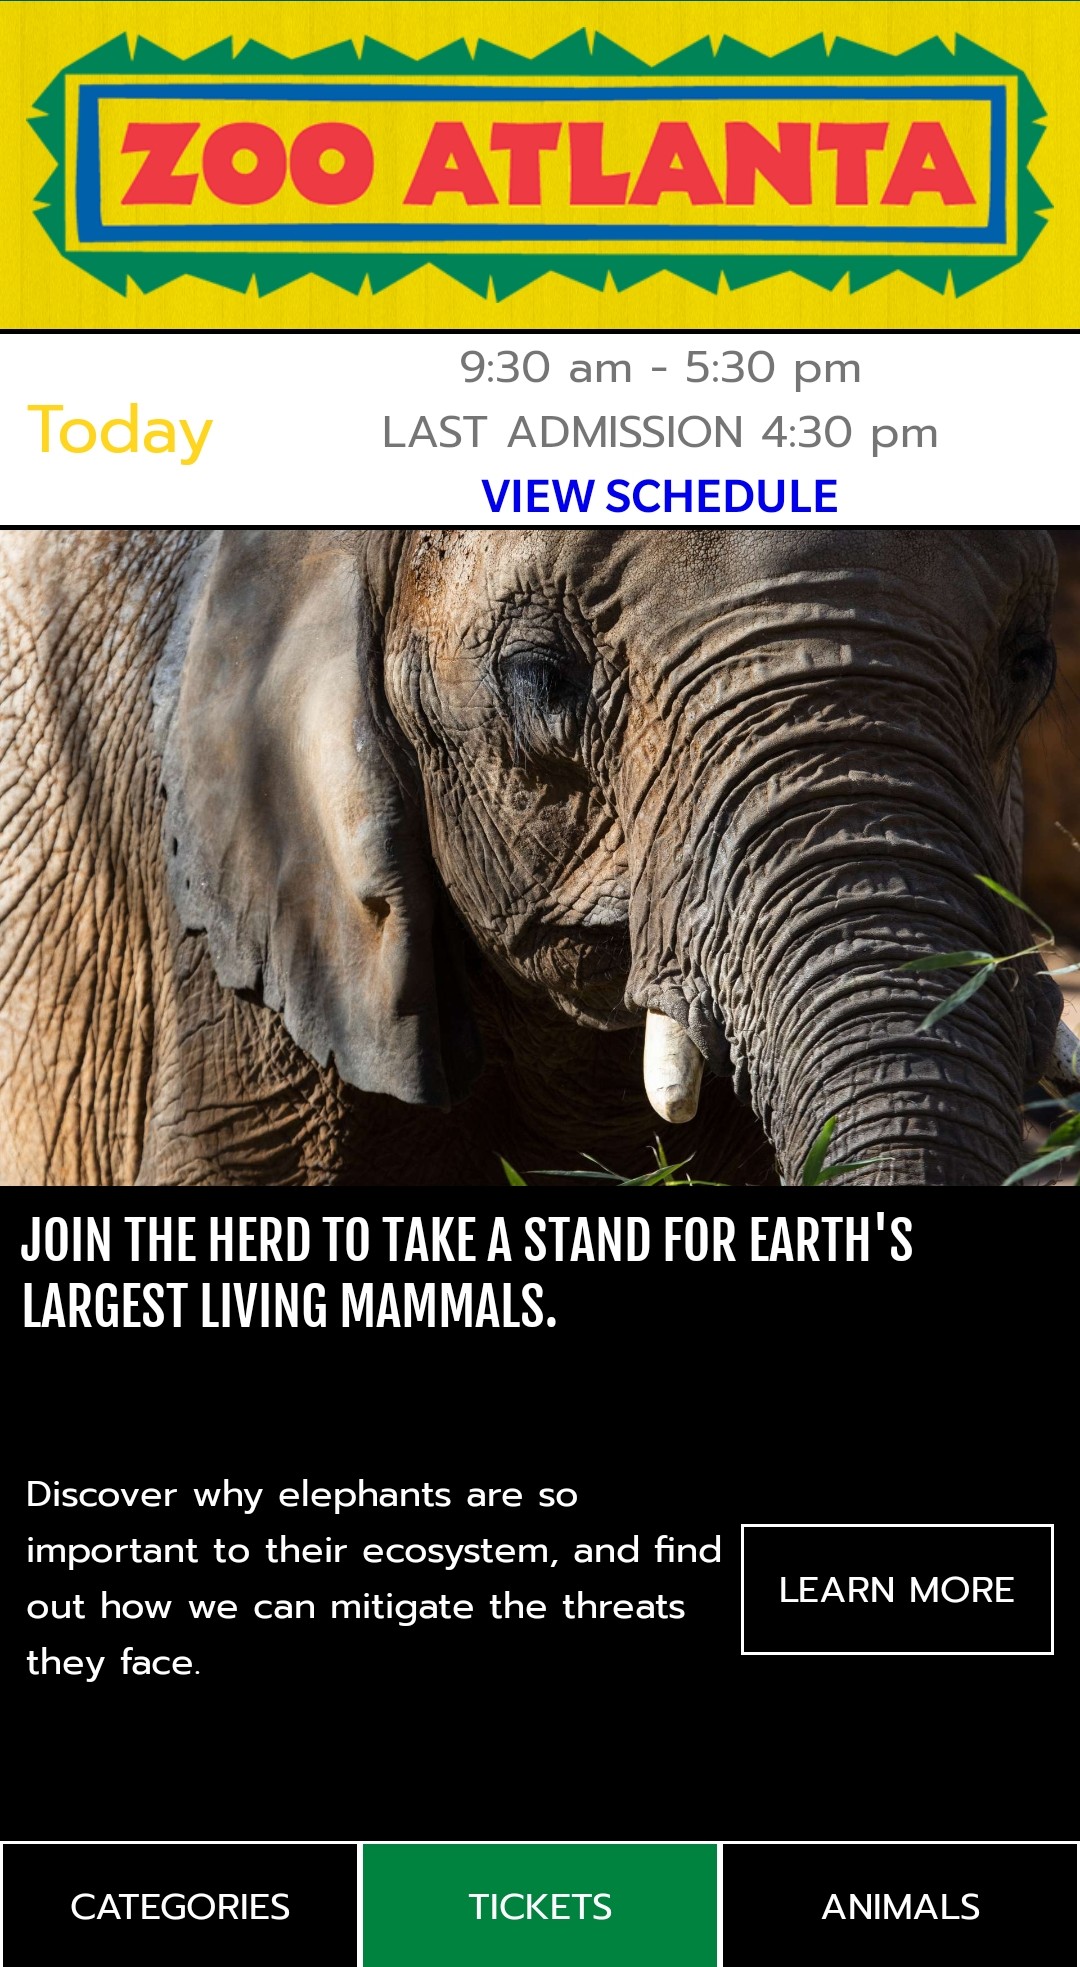 ZOO ATLANTA
Today
9:30 am - 5:30 pm
LAST ADMISSION 4:30 pm
VIEW SCHEDULE
JOIN THE HERD TO TAKE A STAND FOR EARTH'S
LARGEST LIVING MAMMALS.
Discover why elephants are so
important to their ecosystem, and find
out how we can mitigate the threats
they face.
LEARN MORE
CATEGORIES
TICKETS
ANIMALS